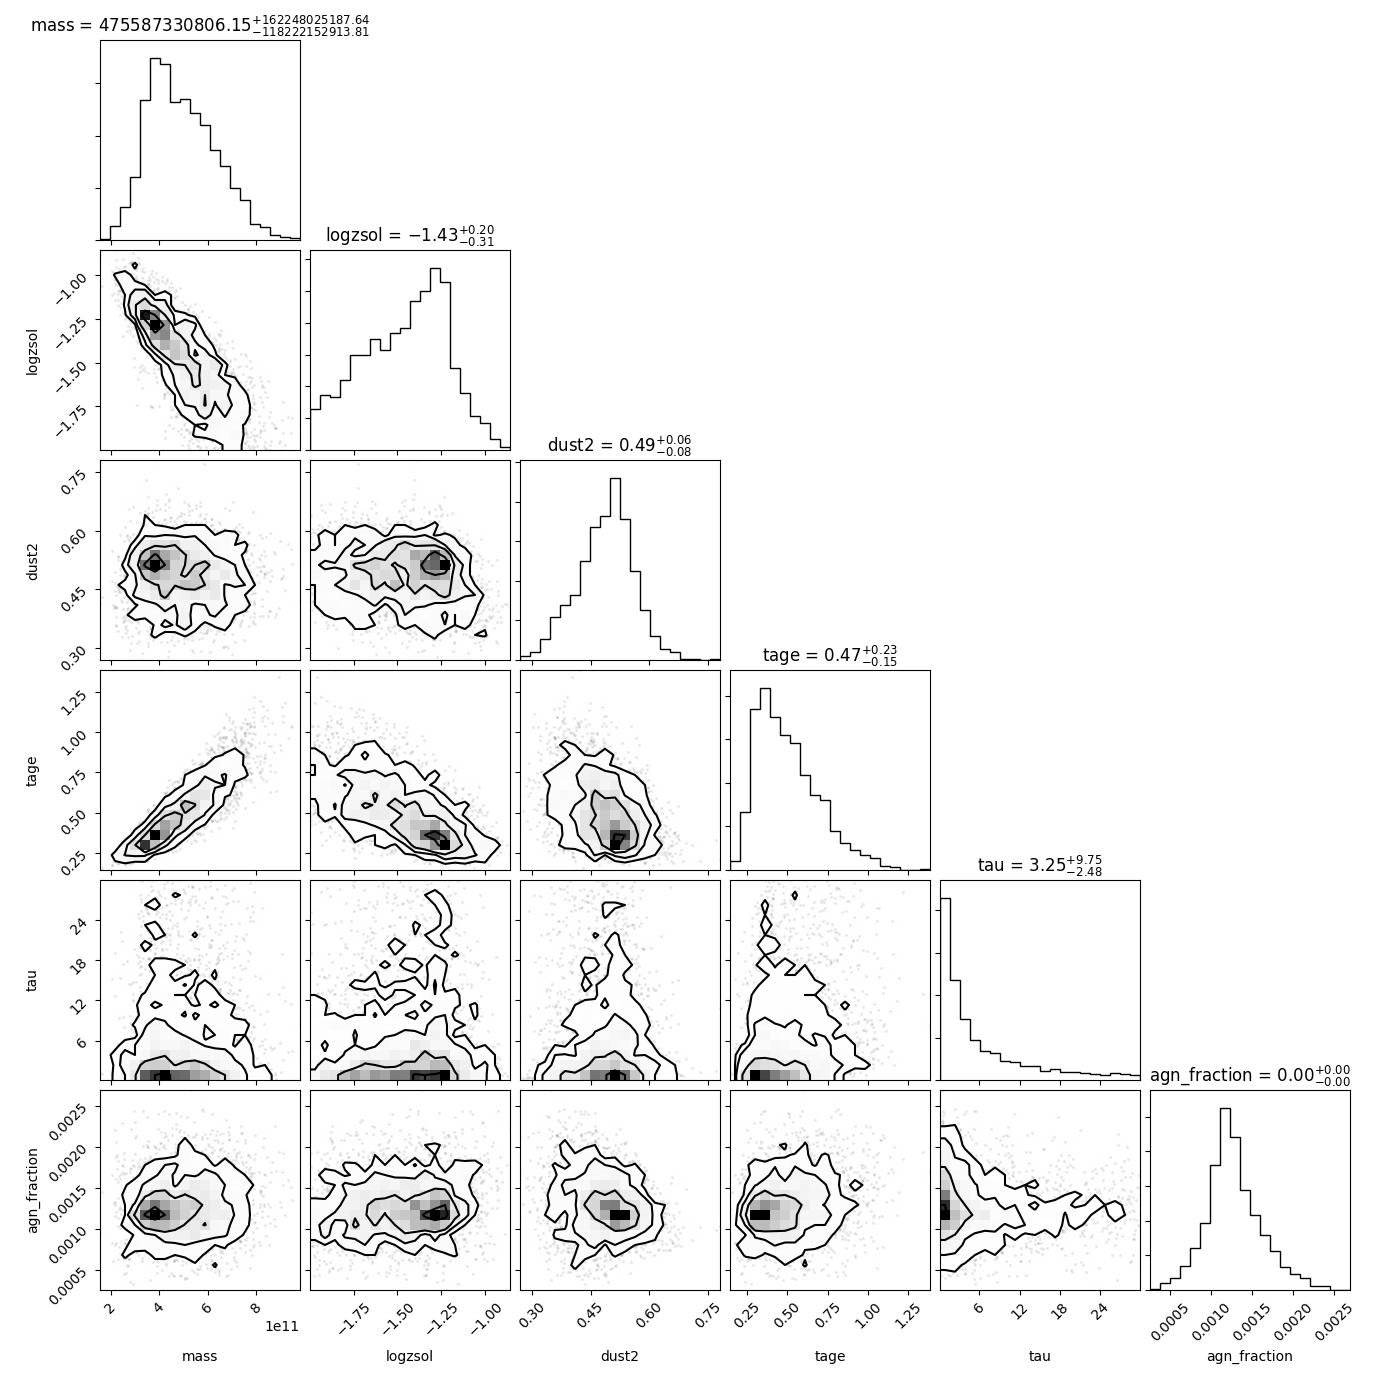 mass = 475587330806.15+162248025187.64−118222152913.81
logzsol = −1.43+0.20−0.31
−1.00
−1.25
−1.50
−1.75
logzsol
dust2 = 0.49+0.06−0.08
0.75
0.60
0.45
0.30
dust2
tage = 0.47+0.23−0.15
1.25
1.00
0.75
0.50
0.25
tage
tau = 3.25+9.75−2.48
24
18
12
6
tau
agn_fraction = 0.00+0.00−0.00
0.0025
0.0020
0.0015
0.0010
0.0005
agn_fraction
2 4 6 8
1e11
−1.75 −1.50 −1.25 −1.00
0.30 0.45 0.60 0.75
0.25 0.50 0.75 1.00 1.25
6 12 18 24
0.0005 0.0010 0.0015 0.0020 0.0025
mass logzsol dust2 tage tau agn_fraction